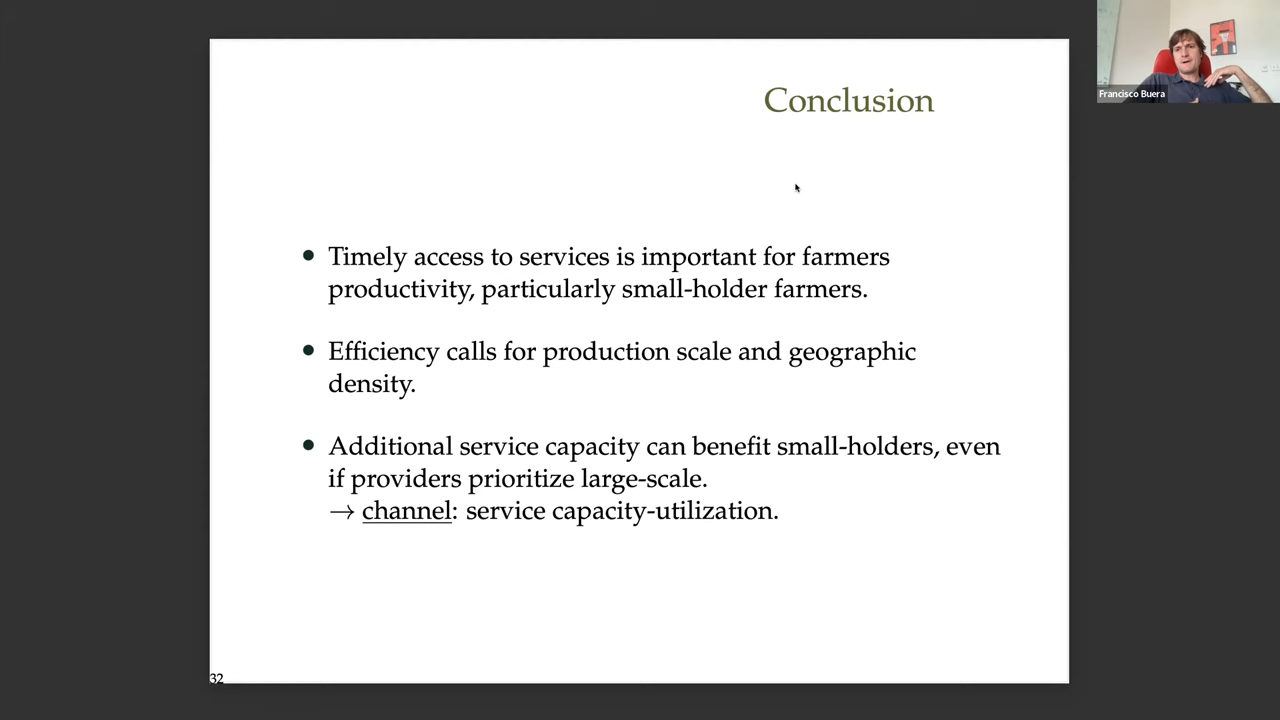 Conclusion
Francisco Buera
• Timely access to services is important for farmers
productivity, particularly small-holder farmers.
• Efficiency calls for production scale and geographic
density.
• Additional service capacity can benefit small-holders, even
if providers prioritize large-scale.
→ channel: service capacity-utilization.
32